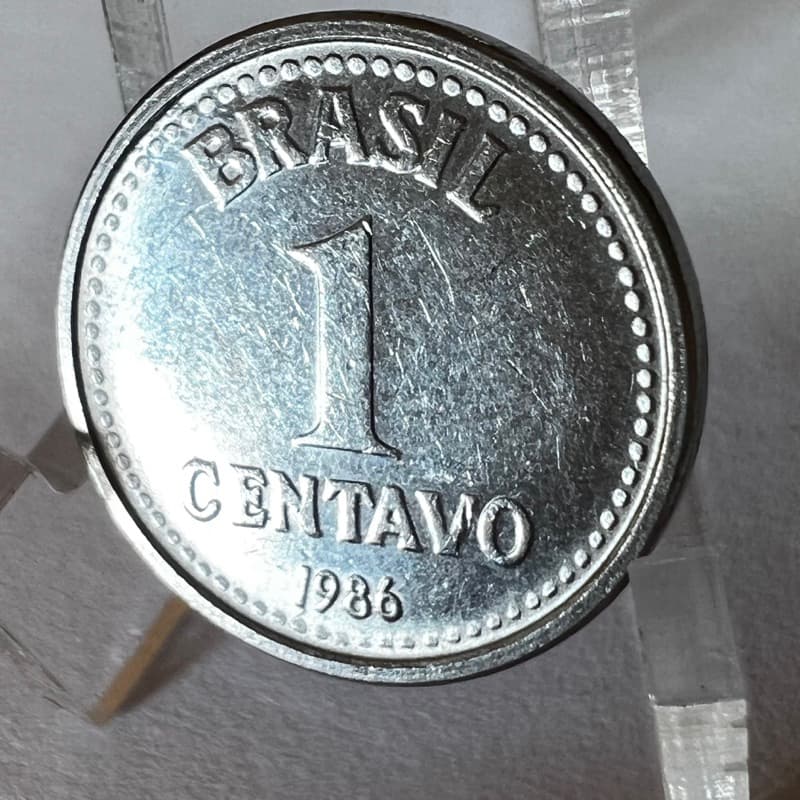 BRASIL
1
CENTAVO
1986